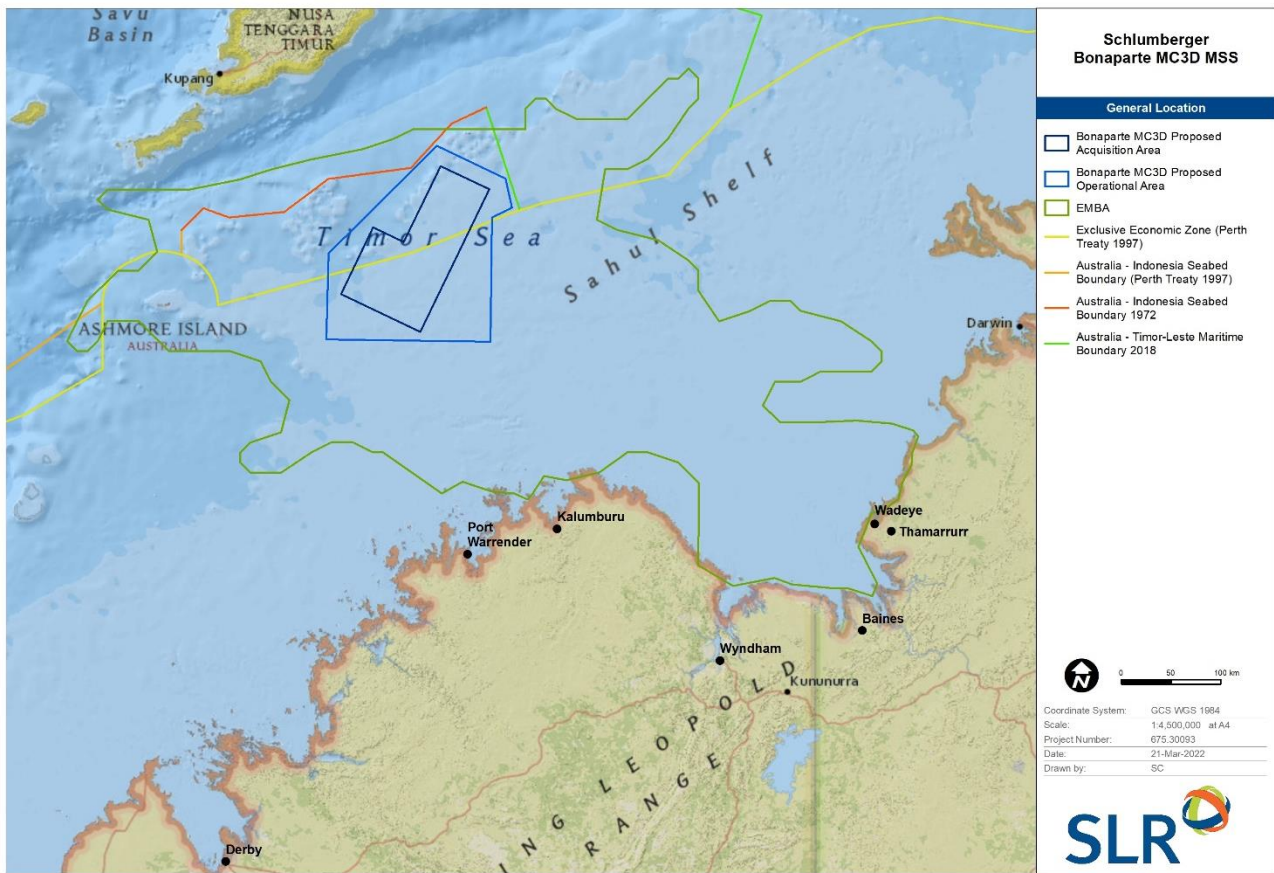 Savu
Basin
NUSA
TENGGARA
TIMUR
Kupang
Timor Sea
Sahul Shelf
ASHMORE ISLAND
AUSTRALIA
Darwin
Wadeye
Thamarrurr
Kalumburu
Port
Warrender
Baines
Wyndham
Kununurra
ING LEOPOLD
RANGE
Derby
Schlumberger
Bonaparte MC3D MSS
General Location
Bonaparte MC3D Proposed
Acquisition Area
Bonaparte MC3D Proposed
Operational Area
EMBA
Exclusive Economic Zone (Perth
Treaty 1997)
Australia - Indonesia Seabed
Boundary (Perth Treaty 1997)
Australia - Indonesia Seabed
Boundary 1972
Australia - Timor-Leste Maritime
Boundary 2018
N
0 50 100 km
Coordinate System: GCS WGS 1984
Scale: 1:4,500,000 at A4
Project Number: 675.30093
Date: 21-Mar-2022
Drawn by: SC
SLR